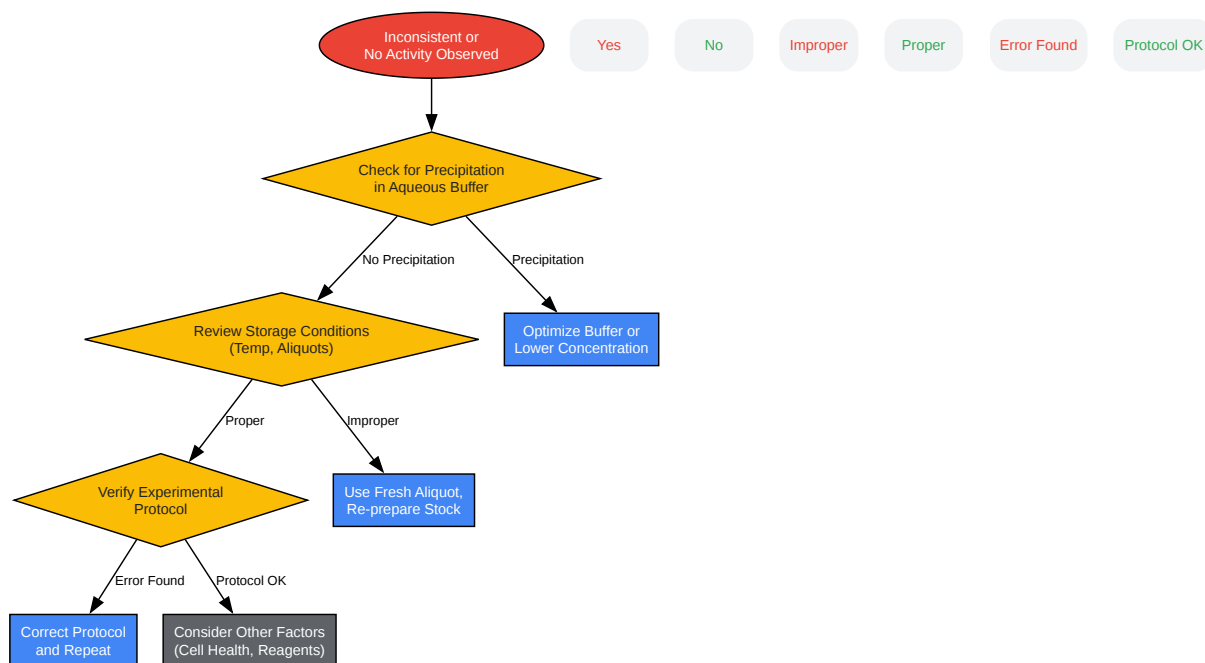 Inconsistent or
No Activity Observed
Yes
No
Improper
Proper
Error Found
Protocol OK
Check for Precipitation
in Aqueous Buffer
No Precipitation
Precipitation
Review Storage Conditions
(Temp, Aliquots)
Optimize Buffer or
Lower Concentration
Proper
Improper
Verify Experimental
Protocol
Use Fresh Aliquot,
Re-prepare Stock
Error Found
Protocol OK
Correct Protocol
and Repeat
Consider Other Factors
(Cell Health, Reagents)